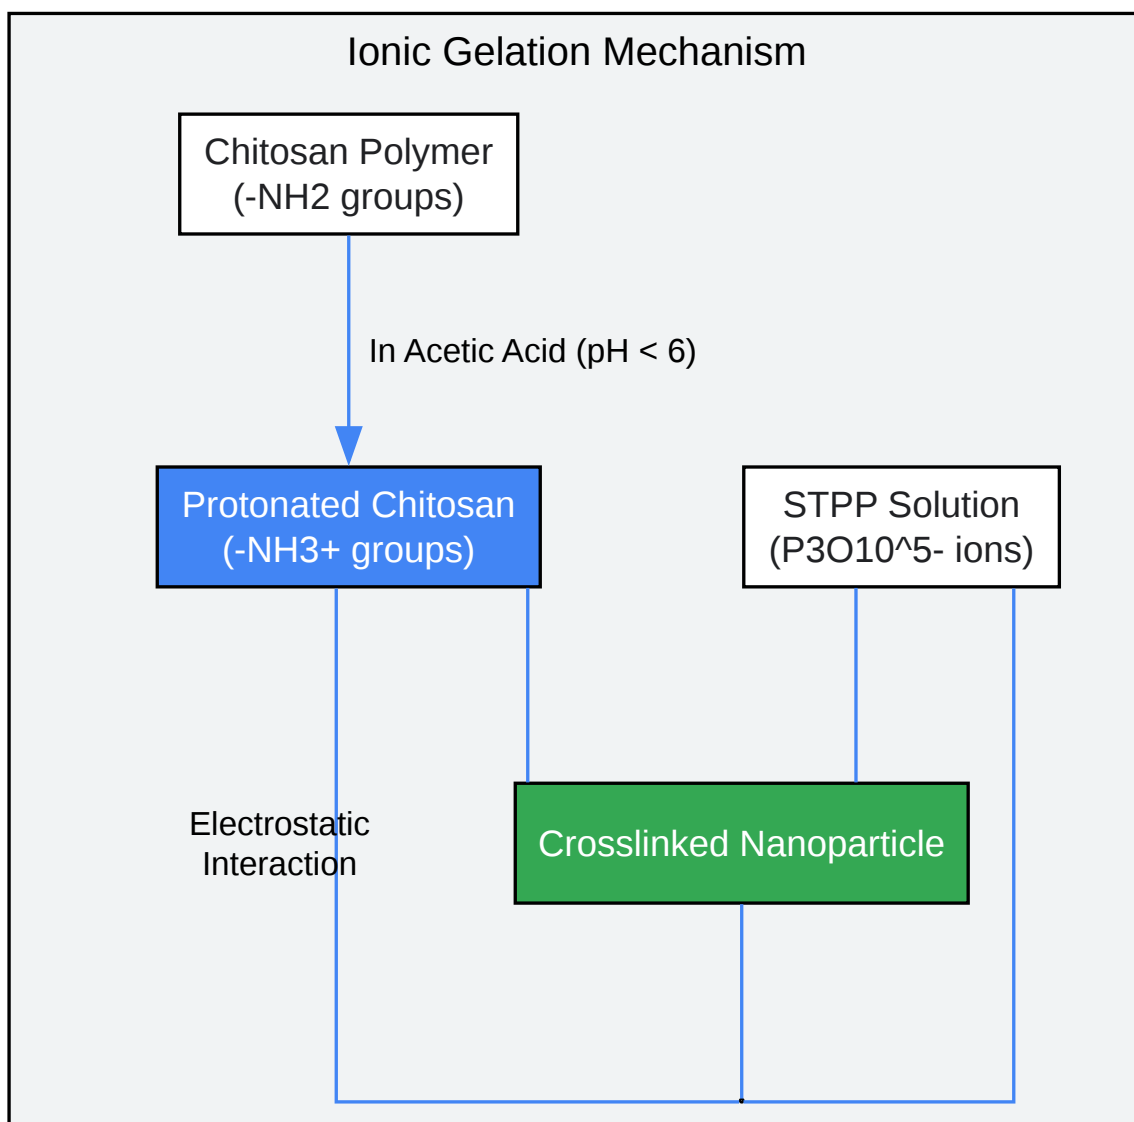 Ionic Gelation Mechanism
Chitosan Polymer
(-NH2 groups)
In Acetic Acid (pH < 6)
Protonated Chitosan
(-NH3+ groups)
STPP Solution
(P3O10^5- ions)
Electrostatic
Interaction
Crosslinked Nanoparticle